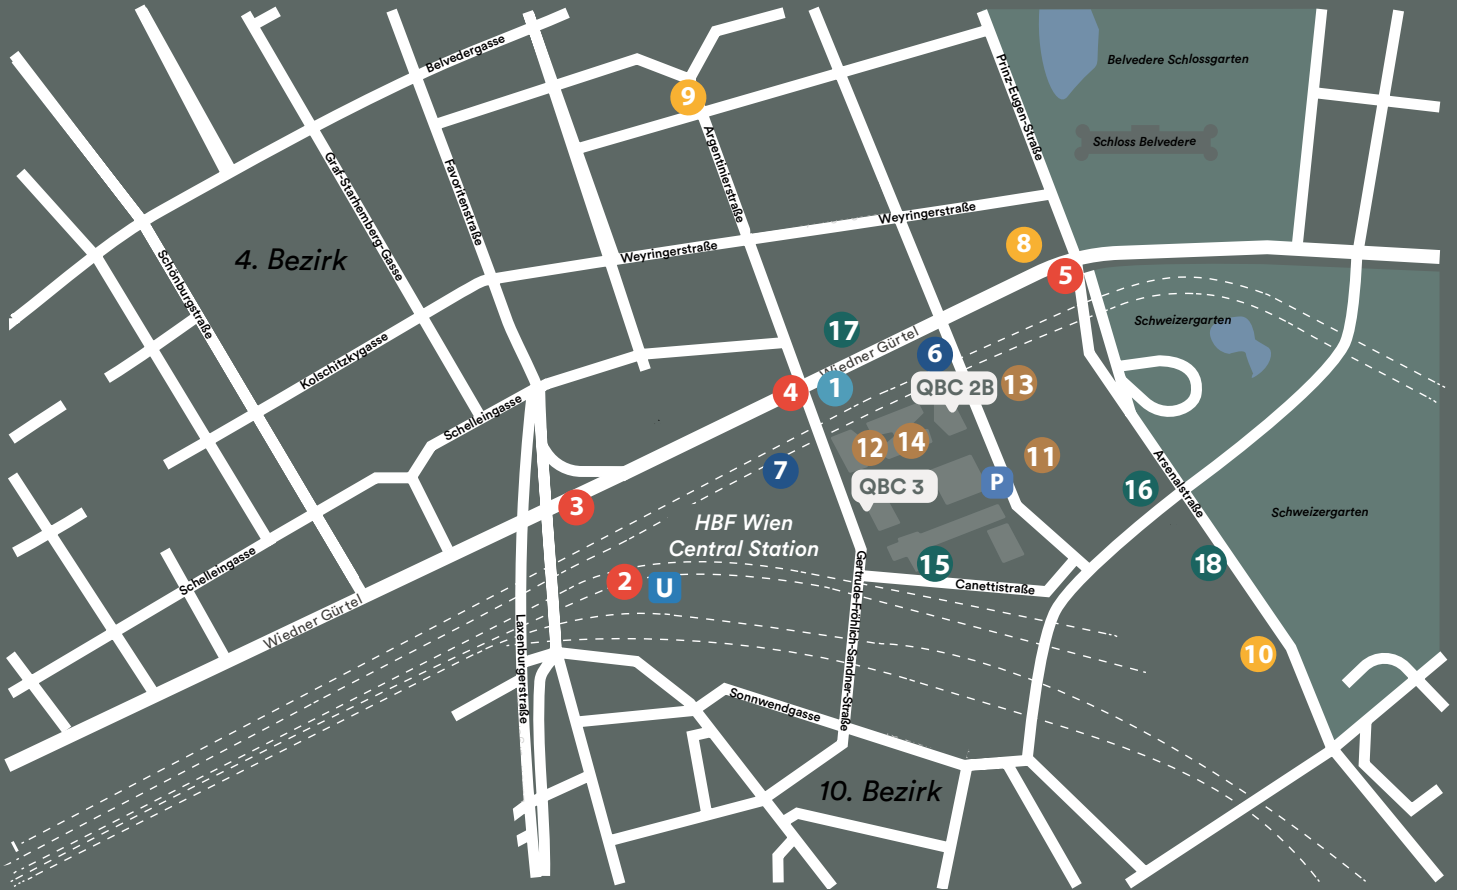 Belvedergasse
Belvedere Schlossgarten
9
Prinz-Eugen-Straße
Schloss Belvedere
Argentinierstraße
Graf-Starhemberg-Gasse
Favoritenstraße
Weyringerstraße
Weyringerstraße
8
4. Bezirk
5
Schönburgstraße
Schweizergarten
17
Wiedner Gürtel
6
Kolschitzkygasse
QBC 2B
13
4
1
Schelleingasse
12
14
11
7
QBC 3
P
16
Arsenalstraße
3
HBF Wien
Central Station
Schweizergarten
Schelleingasse
15
18
2
U
Canettistraße
Gertrude-Fröhlich-Sandner-Straße
Wiedner Gürtel
Laxenburgerstraße
10
Sonnwendgasse
10. Bezirk